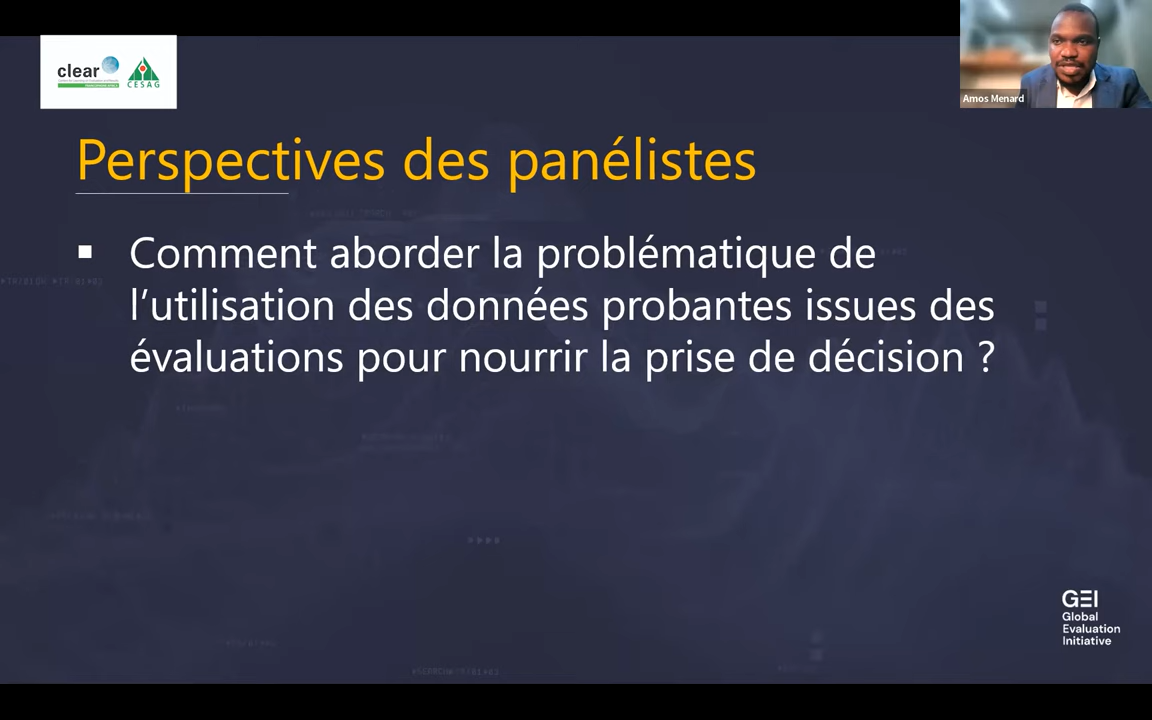 clear
CESAG
Amos Menard
Perspectives des panélistes
▪ Comment aborder la problématique de
l’utilisation des données probantes issues des
évaluations pour nourrir la prise de décision ?
GEI
Global
Evaluation
Initiative